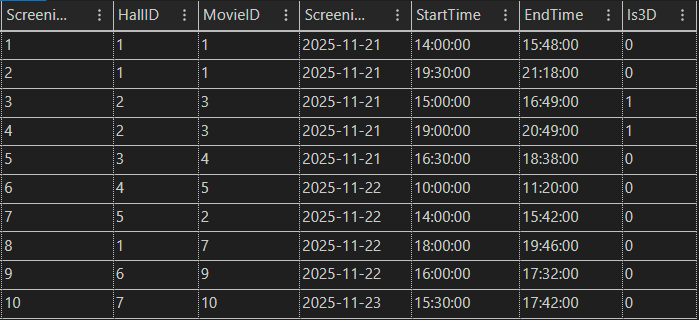 Screeni... HallID MovieID Screeni... StartTime EndTime Is3D
1 1 1 2025-11-21 14:00:00 15:48:00 0
2 1 1 2025-11-21 19:30:00 21:18:00 0
3 2 3 2025-11-21 15:00:00 16:49:00 1
4 2 3 2025-11-21 19:00:00 20:49:00 1
5 3 4 2025-11-21 16:30:00 18:38:00 0
6 4 5 2025-11-22 10:00:00 11:20:00 0
7 5 2 2025-11-22 14:00:00 15:42:00 0
8 1 7 2025-11-22 18:00:00 19:46:00 0
9 6 9 2025-11-22 16:00:00 17:32:00 0
10 7 10 2025-11-23 15:30:00 17:42:00 0